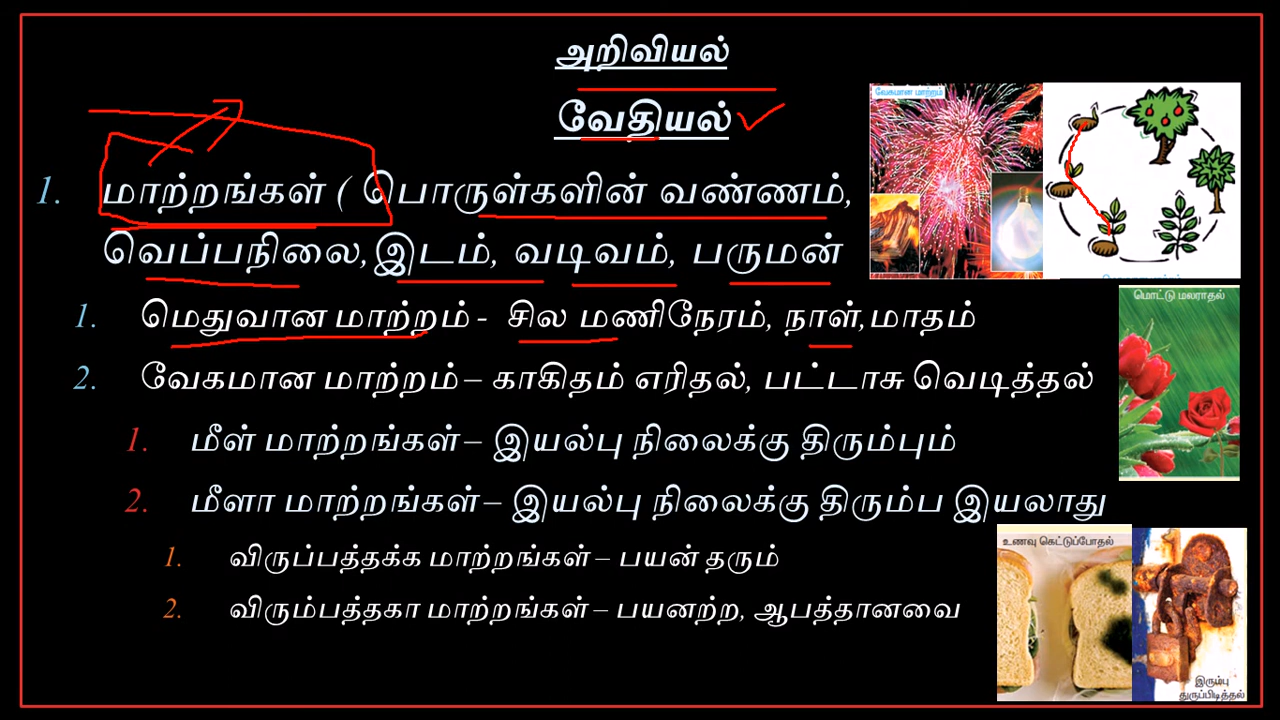 அறிவியல்
வேதியல்
1. மாற்றங்கள் ( பொருள்களின் வண்ணம்,
வெப்பநிலை,இடம், வடிவம், பருமன்
1. மெதுவான மாற்றம் - சில மணிநேரம், நாள்,மாதம்
2. வேகமான மாற்றம் – காகிதம் எரிதல், பட்டாசு வெடித்தல்
1. மீள் மாற்றங்கள் – இயல்பு நிலைக்கு திரும்பும்
2. மீளா மாற்றங்கள் – இயல்பு நிலைக்கு திரும்ப இயலாது
1. விருப்பத்தக்க மாற்றங்கள் – பயன் தரும்
2. விரும்பத்தகா மாற்றங்கள் – பயனற்ற, ஆபத்தானவை
வேகமான மாற்றம்
மொட்டு மலராதல்
உணவு கெட்டுப்போதல்
இரும்பு
துருப்பிடித்தல்